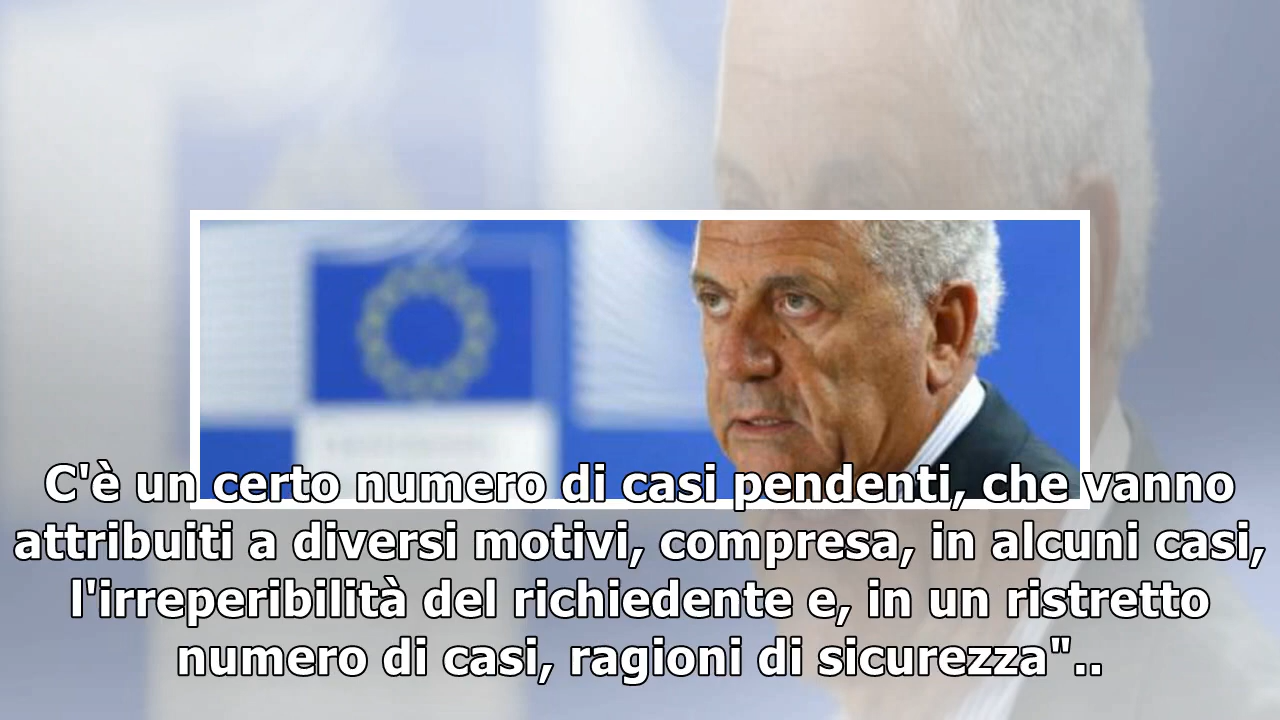 C'è un certo numero di casi pendenti, che vanno
attribuiti a diversi motivi, compresa, in alcuni casi,
l'irreperibilità del richiedente e, in un ristretto
numero di casi, ragioni di sicurezza"..